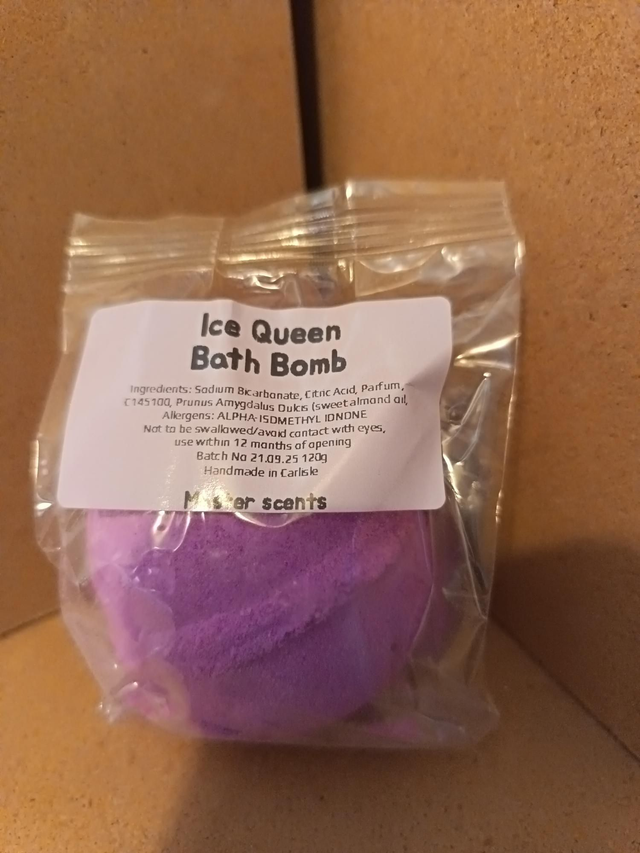 Ice Queen
Bath Bomb
Ingredients: Sodium Bicarbonate, Citric Acid, Parfum,
C145100, Prunus Amygdalus Dulcis (sweet almond oil,
Allergens: ALPHA-ISOMETHYL IONONE
Not to be swallowed/avoid contact with eyes,
use within 12 months of opening
Batch No 21.09.25 120g
Handmade in Carlisle
scents